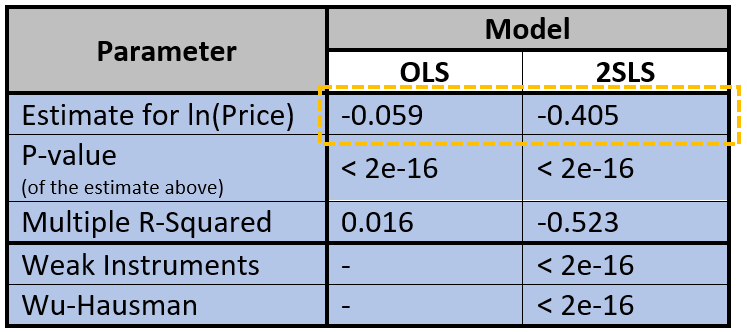 Parameter Model
OLS 2SLS
Estimate for ln(Price) -0.059 -0.405
P-value
(of the estimate above) < 2e-16 < 2e-16
Multiple R-Squared 0.016 -0.523
Weak Instruments - < 2e-16
Wu-Hausman - < 2e-16